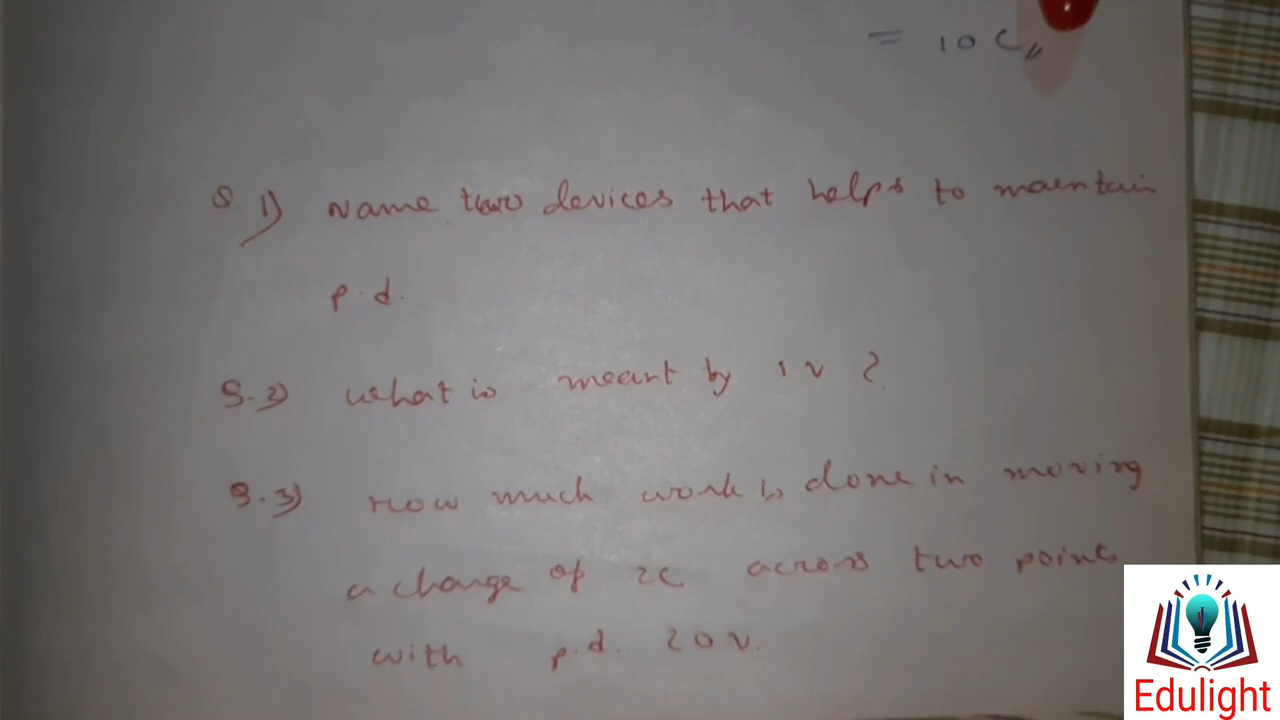 = 10 C,,
Q 1) Name two devices that helps to maintain
p.d.
Q.2) What is meant by 1 V ?
Q.3) How much work is done in moving
a charge of 2C across two points
with p.d. 20 V.
Edulight